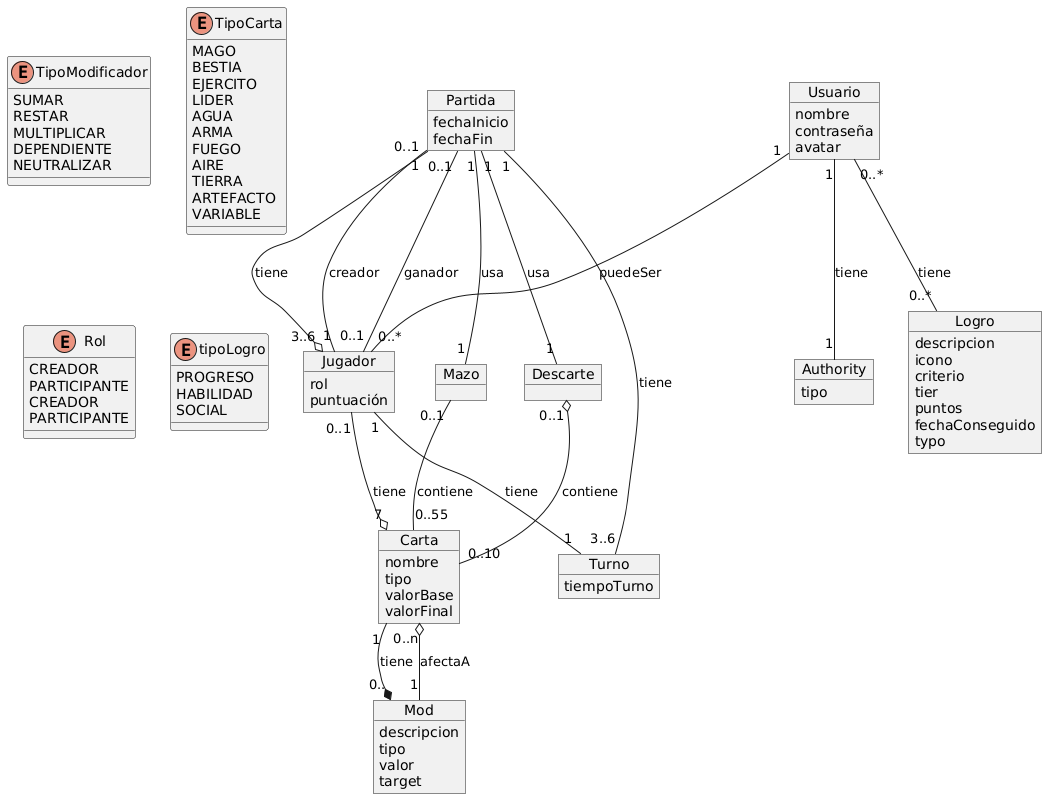 E TipoModificador
SUMAR
RESTAR
MULTIPLICAR
DEPENDIENTE
NEUTRALIZAR
E TipoCarta
MAGO
BESTIA
EJERCITO
LIDER
AGUA
ARMA
FUEGO
AIRE
TIERRA
ARTEFACTO
VARIABLE
Partida
fechaInicio
fechaFin
Usuario
nombre
contraseña
avatar
0..1
1
0..1
1
1
1
1
1
0..*
tiene
creador
ganador
usa
usa
puedeSer
tiene
tiene
3..6
1
0..1
0..*
1
1
1
0..*
E Rol
CREADOR
PARTICIPANTE
CREADOR
PARTICIPANTE
E tipoLogro
PROGRESO
HABILIDAD
SOCIAL
Jugador
rol
puntuación
Mazo
Descarte
tiene
Authority
tipo
Logro
descripcion
icono
criterio
tier
puntos
fechaConseguido
typo
0..1
1
0..1
0..1
tiene
contiene
tiene
contiene
7
0..55
0..10
1
3..6
Carta
nombre
tipo
valorBase
valorFinal
Turno
tiempoTurno
1
0..n
tiene
afectaA
1
Mod
descripcion
tipo
valor
target